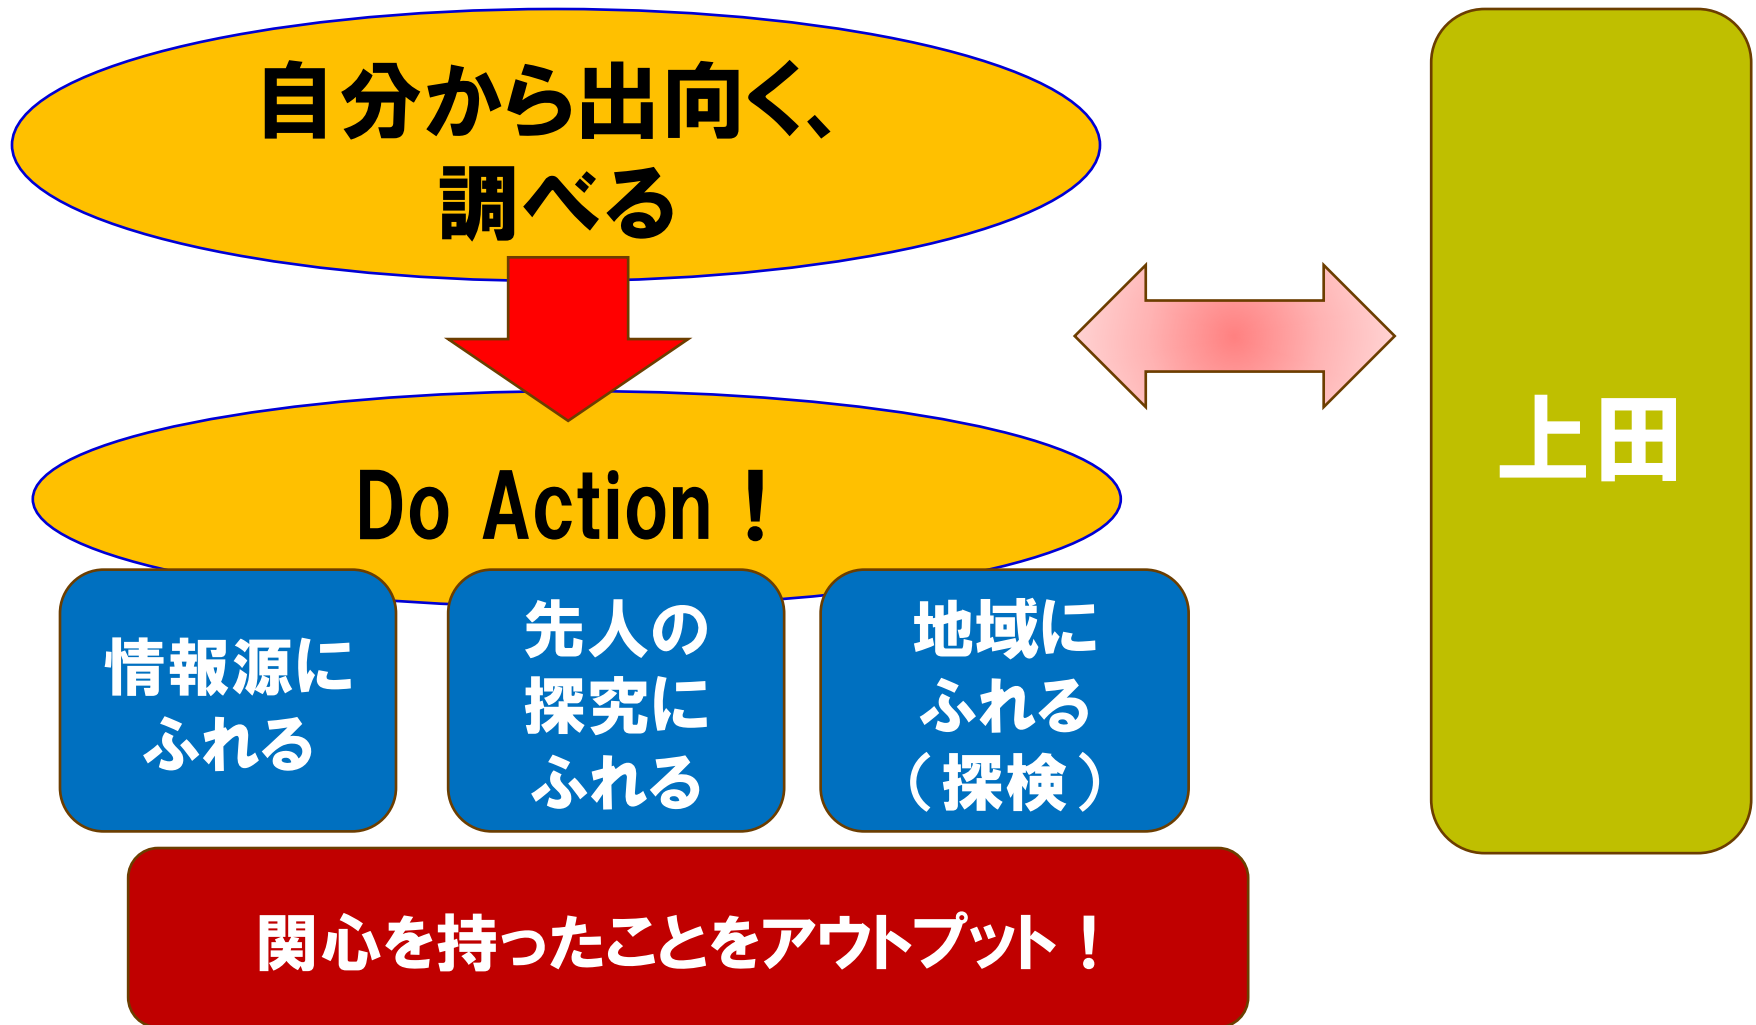 自分から出向く、
調べる
Do Action！
情報源に
ふれる
先人の
探究に
ふれる
地域に
ふれる
（探検）
関心を持ったことをアウトプット！
上田